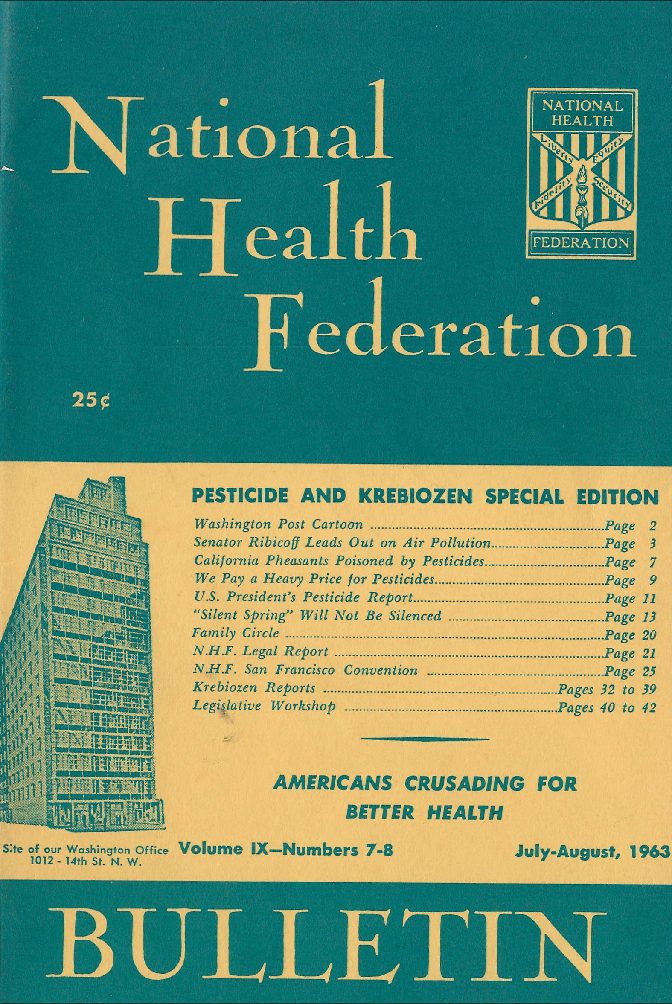 National
Health
Federation
NATIONAL
HEALTH
Liberty Equity
Fidelity Security
FEDERATION
25¢
PESTICIDE AND KREBIOZEN SPECIAL EDITION
Washington Post Cartoon ........ Page 2
Senator Ribicoff Leads Out on Air Pollution ........ Page 3
California Pheasants Poisoned by Pesticides ........ Page 7
We Pay a Heavy Price for Pesticides ........ Page 9
U.S. President's Pesticide Report ........ Page 11
"Silent Spring" Will Not Be Silenced ........ Page 13
Family Circle ........ Page 20
N.H.F. Legal Report ........ Page 21
N.H.F. San Francisco Convention ........ Page 25
Krebiozen Reports ........ Pages 32 to 39
Legislative Workshop ........ Pages 40 to 42
AMERICANS CRUSADING FOR
BETTER HEALTH
Site of our Washington Office
1012 - 14th St. N. W.
Volume IX—Numbers 7-8
July-August, 1963
BULLETIN